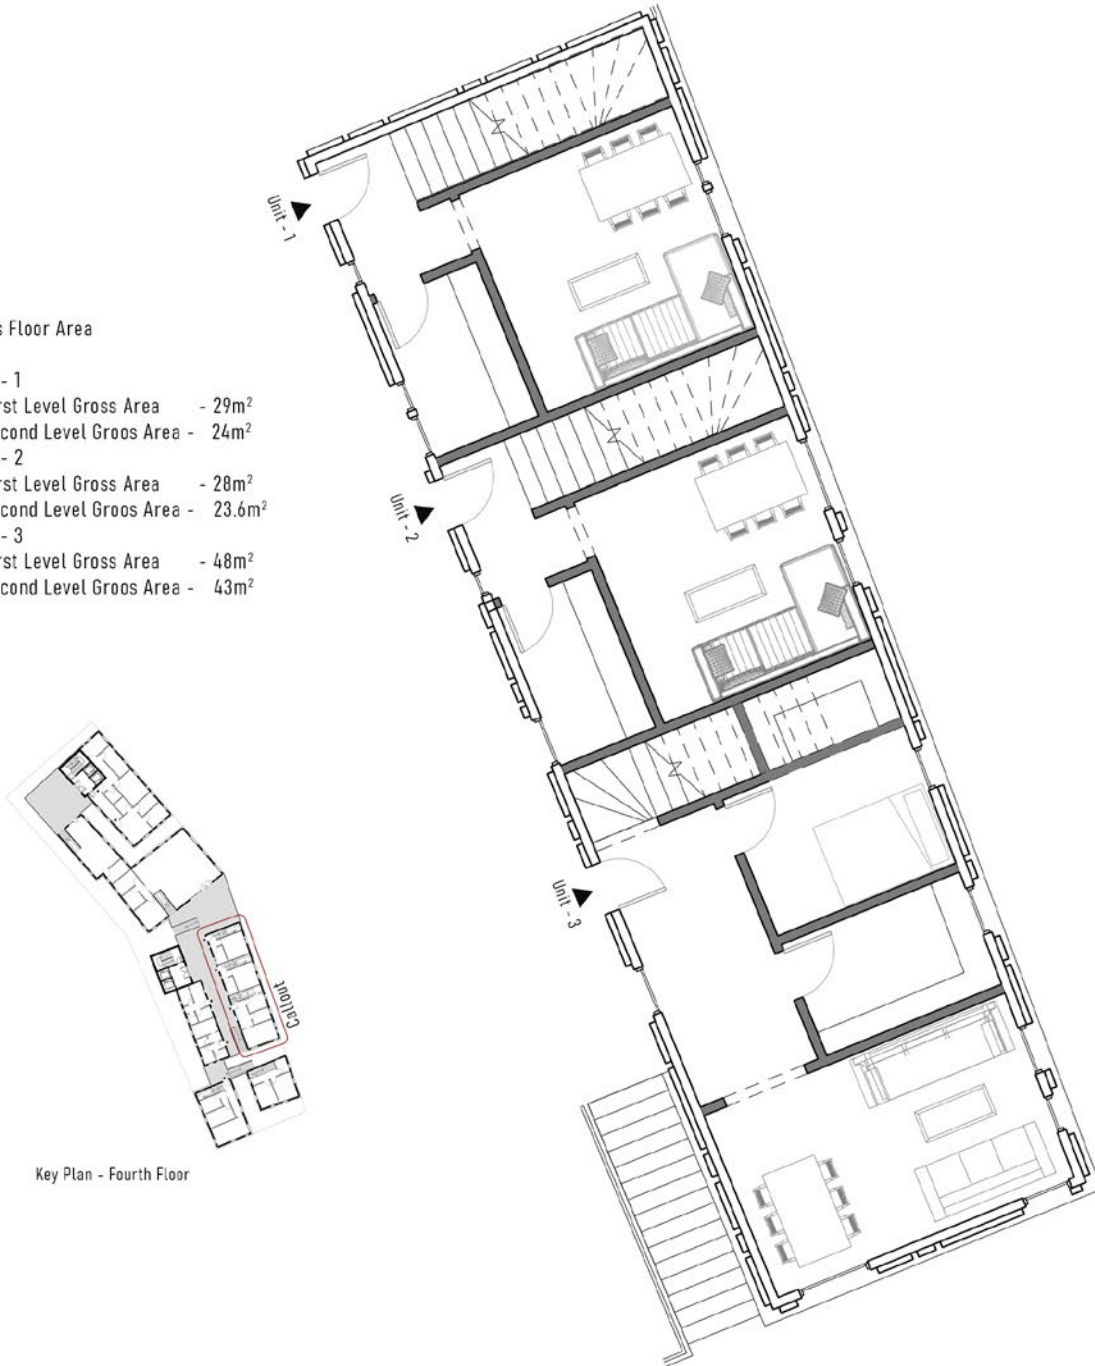 s Floor Area
- 1
rst Level Gross Area - 29m²
cond Level Groos Area - 24m²
- 2
rst Level Gross Area - 28m²
cond Level Groos Area - 23.6m²
- 3
rst Level Gross Area - 48m²
cond Level Groos Area - 43m²
Unit - 1
Unit - 2
Unit - 3
Callout
Key Plan - Fourth Floor